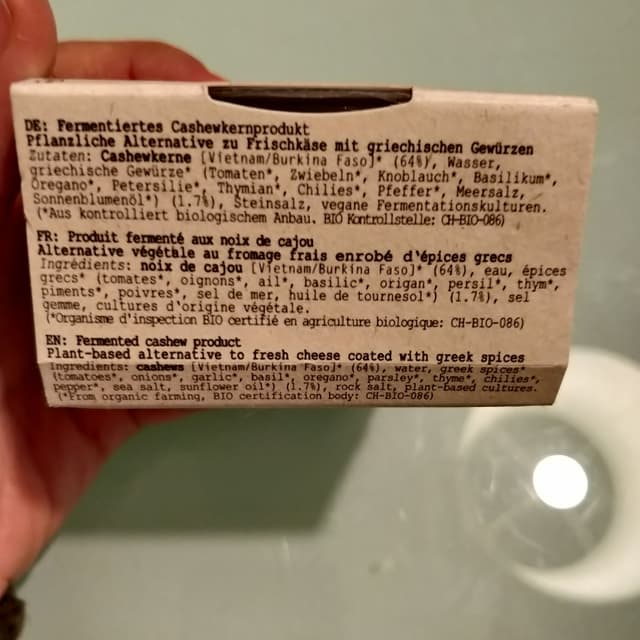 DE: Fermentiertes Cashewkernprodukt
Pflanzliche Alternative zu Frischkäse mit griechischen Gewürzen
Zutaten: Cashewkerne [Vietnam/Burkina Faso]* (64%), Wasser,
griechische Gewürze* (Tomaten*, Zwiebeln*, Knoblauch*, Basilikum*,
Oregano*, Petersilie*, Thymian*, Chilies*, Pfeffer*, Meersalz,
Sonnenblumenöl*) (1.7%), Steinsalz, vegane Fermentationskulturen.
(*Aus kontrolliert biologischem Anbau. BIO Kontrollstelle: CH-BIO-086)
FR: Produit fermenté aux noix de cajou
Alternative végétale au fromage frais enrobé d'épices grecs
Ingrédients: noix de cajou [Vietnam/Burkina Faso]* (64%), eau, épices
grecs* (tomates*, oignons*, ail*, basilic*, origan*, persil*, thym*,
piments*, poivres*, sel de mer, huile de tournesol*) (1.7%), sel
gemme, cultures d'origine végétale.
(*Organisme d'inspection BIO certifié en agriculture biologique: CH-BIO-086)
EN: Fermented cashew product
Plant-based alternative to fresh cheese coated with greek spices
Ingredients: cashews [Vietnam/Burkina Faso]* (64%), water, greek spices*
(tomatoes*, onions*, garlic*, basil*, oregano*, parsley*, thyme*, chilies*,
pepper*, sea salt, sunflower oil*) (1.7%), rock salt, plant-based cultures.
(*From organic farming, BIO certification body: CH-BIO-086)